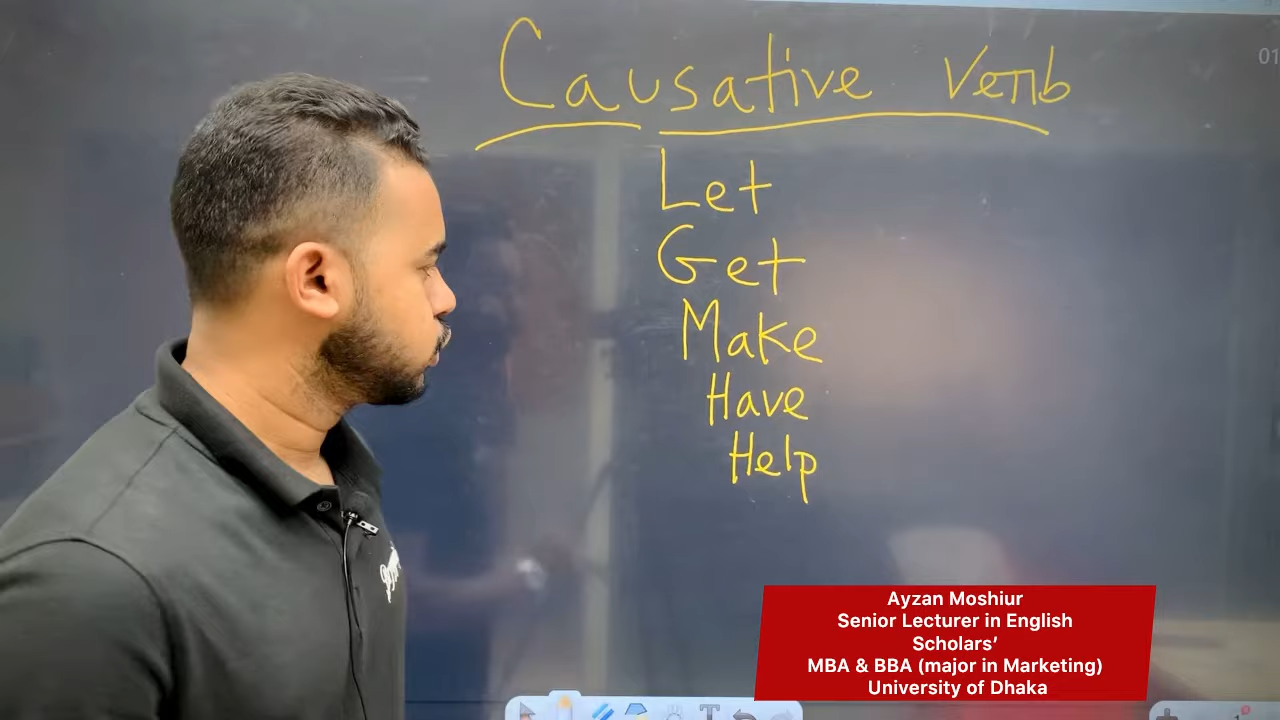 Causative Verb
01
Let
Get
Make
Have
Help
Ayzan Moshiur
Senior Lecturer in English
Scholars’
MBA & BBA (major in Marketing)
University of Dhaka
T